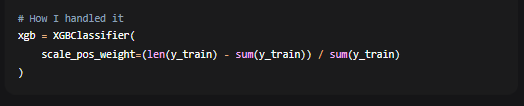 # How I handled it
xgb = XGBClassifier(
    scale_pos_weight=(len(y_train) - sum(y_train)) / sum(y_train)
)